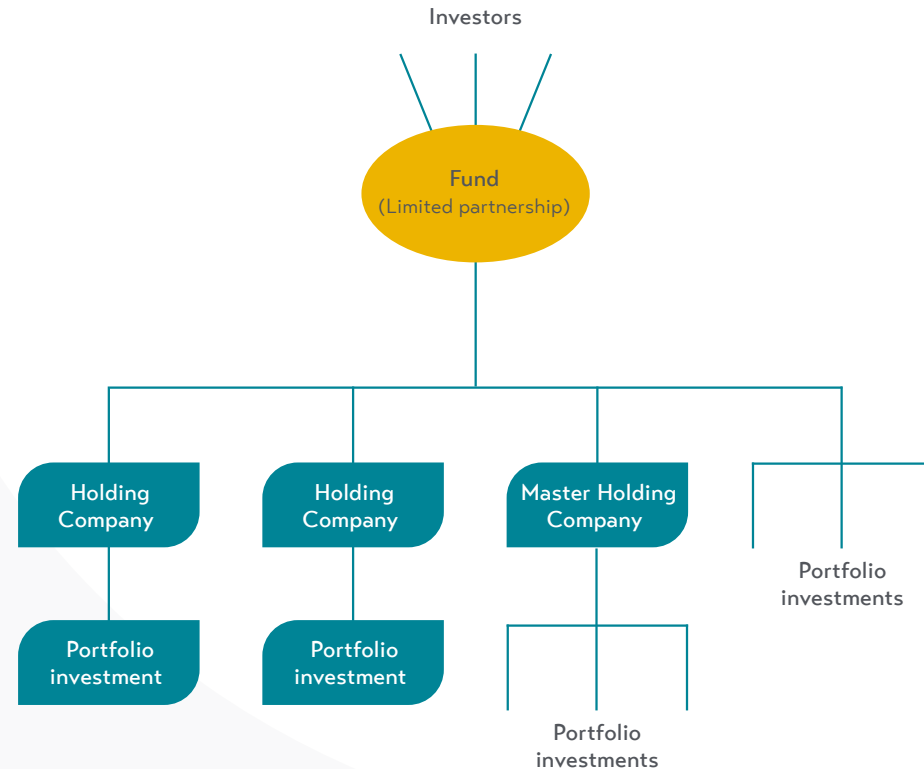 Investors
Fund
(Limited partnership)
Holding
Company
Holding
Company
Master Holding
Company
Portfolio
investments
Portfolio
investment
Portfolio
investment
Portfolio
investments